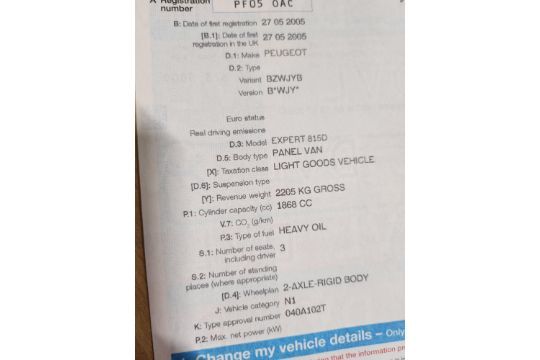 A Registration number PF05 OAC
B: Date of first registration 27 05 2005
[B.1]: Date of first registration in the UK 27 05 2005
D.1: Make PEUGEOT
D.2: Type
Variant BZWJYB
Version B*WJY*
Euro status
Real driving emissions
D.3: Model EXPERT 815D
D.5: Body type PANEL VAN
[X]: Taxation class LIGHT GOODS VEHICLE
[D.6]: Suspension type
[Y]: Revenue weight 2205 KG GROSS
P.1: Cylinder capacity (cc) 1868 CC
V.7: CO₂ (g/km)
P.3: Type of fuel HEAVY OIL
S.1: Number of seats, including driver 3
S.2: Number of standing places (where appropriate)
[D.4]: Wheelplan 2-AXLE-RIGID BODY
J: Vehicle category N1
K: Type approval number 040A102T
P.2: Max. net power (kW)
Change my vehicle details – Only
that the information